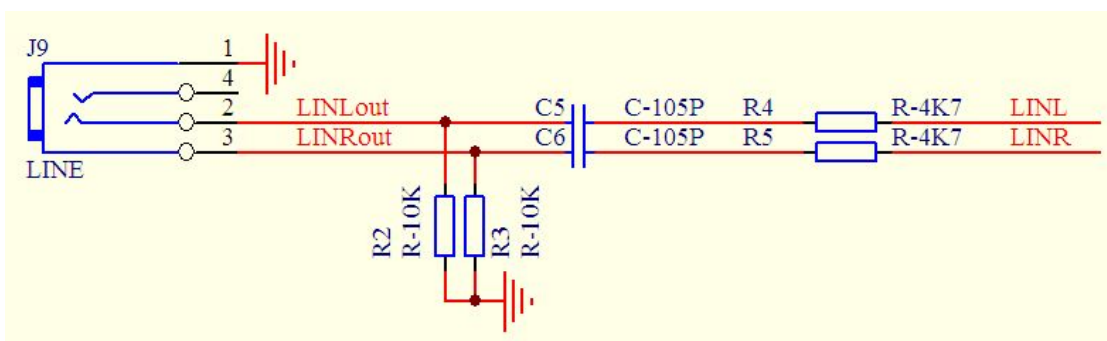 J9
1
4
2 LINLout C5 C-105P R4 R-4K7 LINL
3 LINRout C6 C-105P R5 R-4K7 LINR
LINE
R2 R-10K R3 R-10K